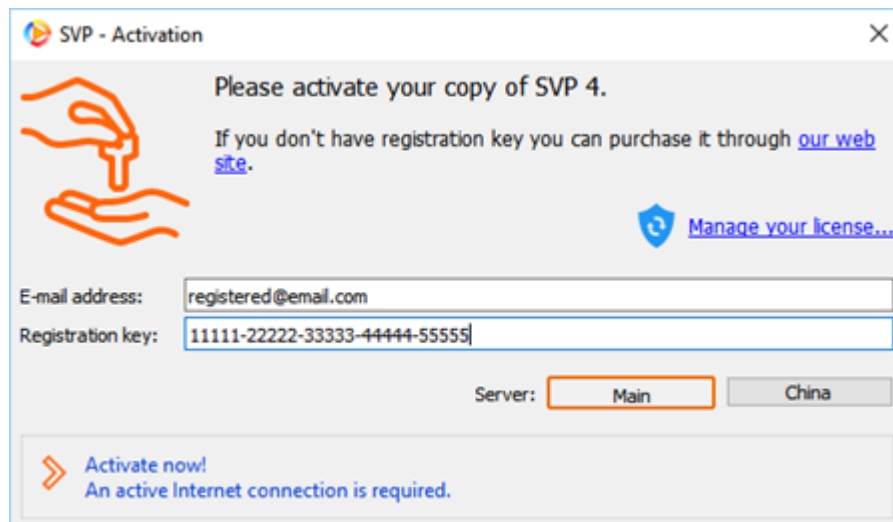 SVP - Activation
Please activate your copy of SVP 4.
If you don't have registration key you can purchase it through our web
site.
Manage your license...
E-mail address: registered@email.com
Registration key: 11111-22222-33333-44444-55555
Server: Main China
Activate now!
An active Internet connection is required.